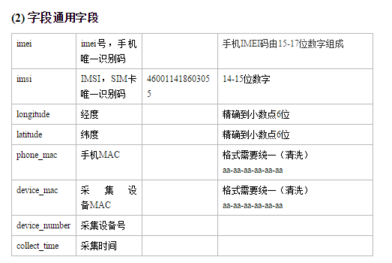 (2) 字段通用字段
imei imei号，手机 手机IMEI码由15-17位数字组成
唯一识别码
imsi IMSI，SIM卡 46001141860305 14-15位数字
唯一识别码 5
longitude 经度 精确到小数点6位
latitude 纬度 精确到小数点6位
phone_mac 手机MAC 格式需要统一（清洗）
aa-aa-aa-aa-aa-aa
device_mac 采集设 格式需要统一（清洗）
备MAC aa-aa-aa-aa-aa-aa
device_number 采集设备号
collect_time 采集时间